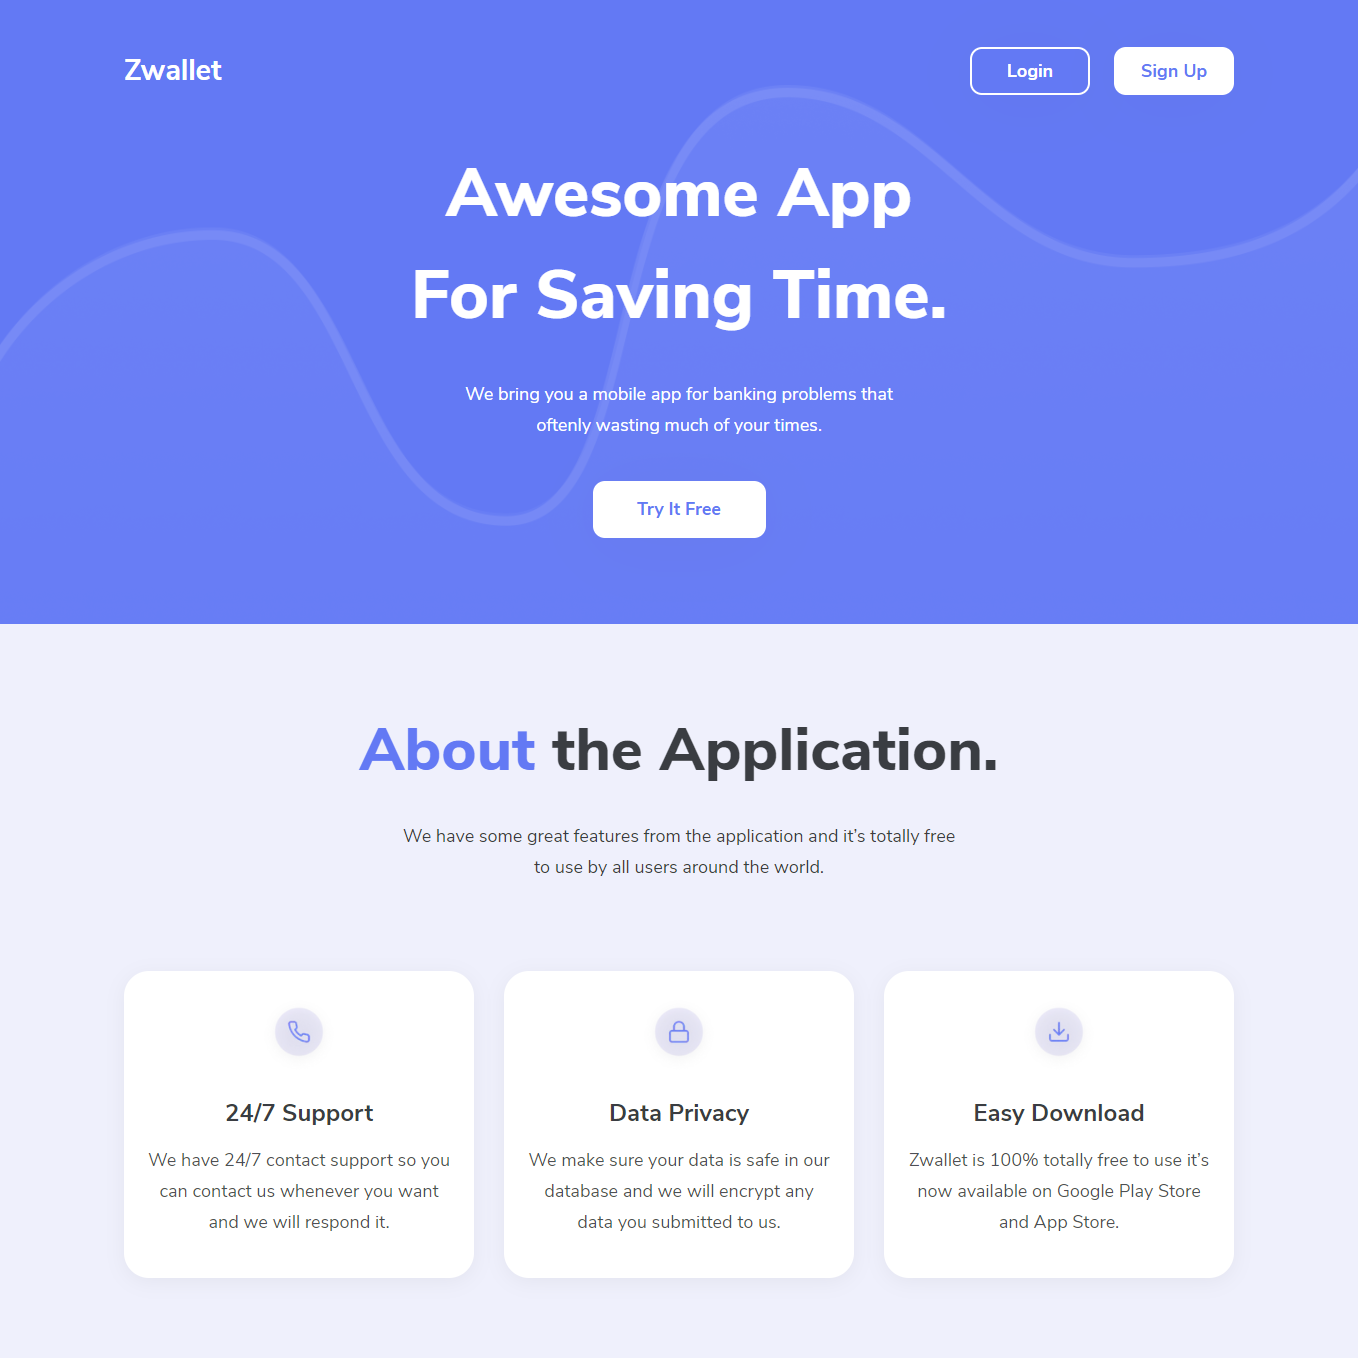 Zwallet
Login
Sign Up
Awesome App
For Saving Time.
We bring you a mobile app for banking problems that
oftenly wasting much of your times.
Try It Free
About the Application.
We have some great features from the application and it’s totally free
to use by all users around the world.
24/7 Support
We have 24/7 contact support so you
can contact us whenever you want
and we will respond it.
Data Privacy
We make sure your data is safe in our
database and we will encrypt any
data you submitted to us.
Easy Download
Zwallet is 100% totally free to use it’s
now available on Google Play Store
and App Store.